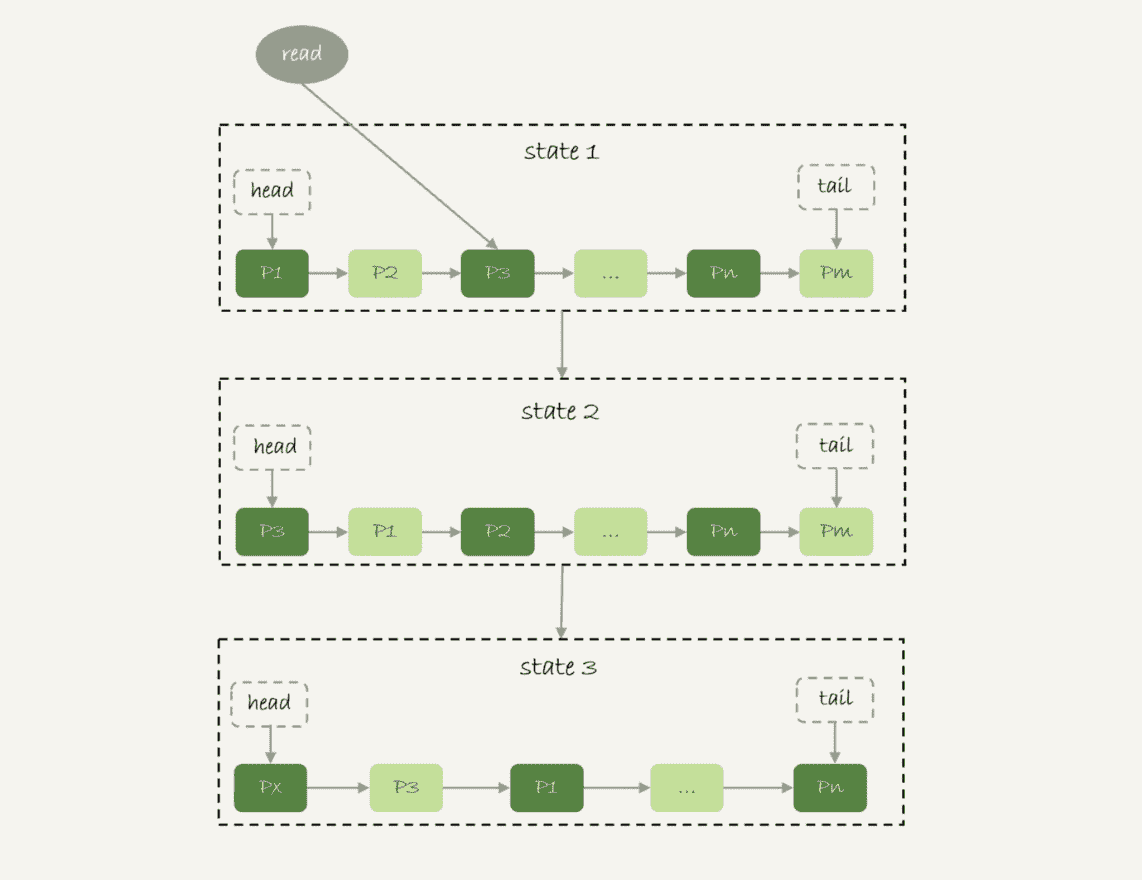 read
state 1
head
tail
P1
P2
P3
...
Pn
Pm
state 2
head
tail
P3
P1
P2
...
Pn
Pm
state 3
head
tail
Px
P3
P1
...
Pn